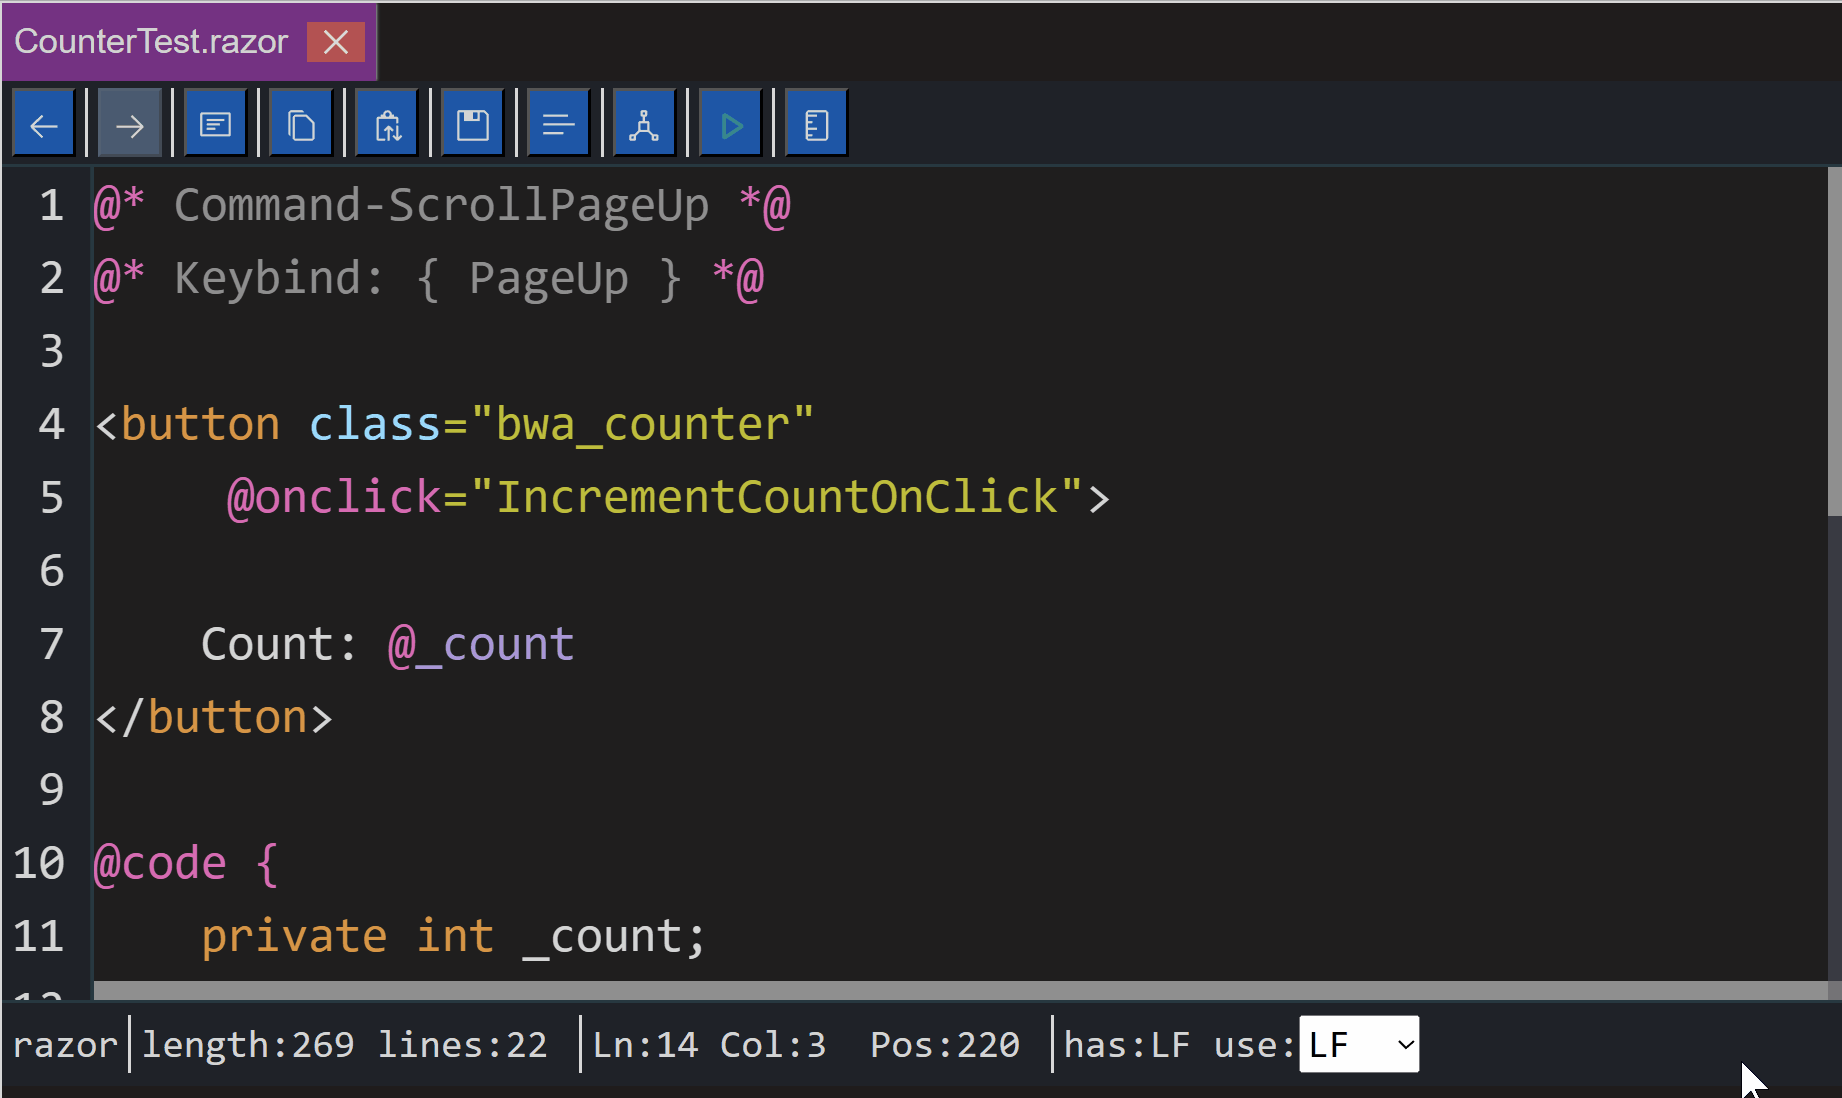 CounterTest.razor
1 @* Command-ScrollPageUp *@
2 @* Keybind: { PageUp } *@
3
4 <button class="bwa_counter"
5 @onclick="IncrementCountOnClick">
6
7 Count: @_count
8 </button>
9
10 @code {
11 private int _count;
razor length:269 lines:22 Ln:14 Col:3 Pos:220 has:LF use: LF